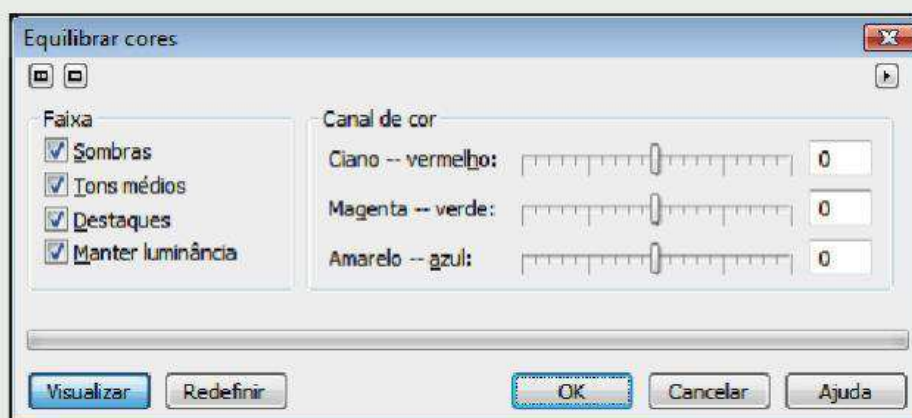 Equilibrar cores
Faixa
Sombras
Tons médios
Destaques
Manter luminância
Canal de cor
Ciano -- vermelho: 0
Magenta -- verde: 0
Amarelo -- azul: 0
Visualizar Redefinir OK Cancelar Ajuda